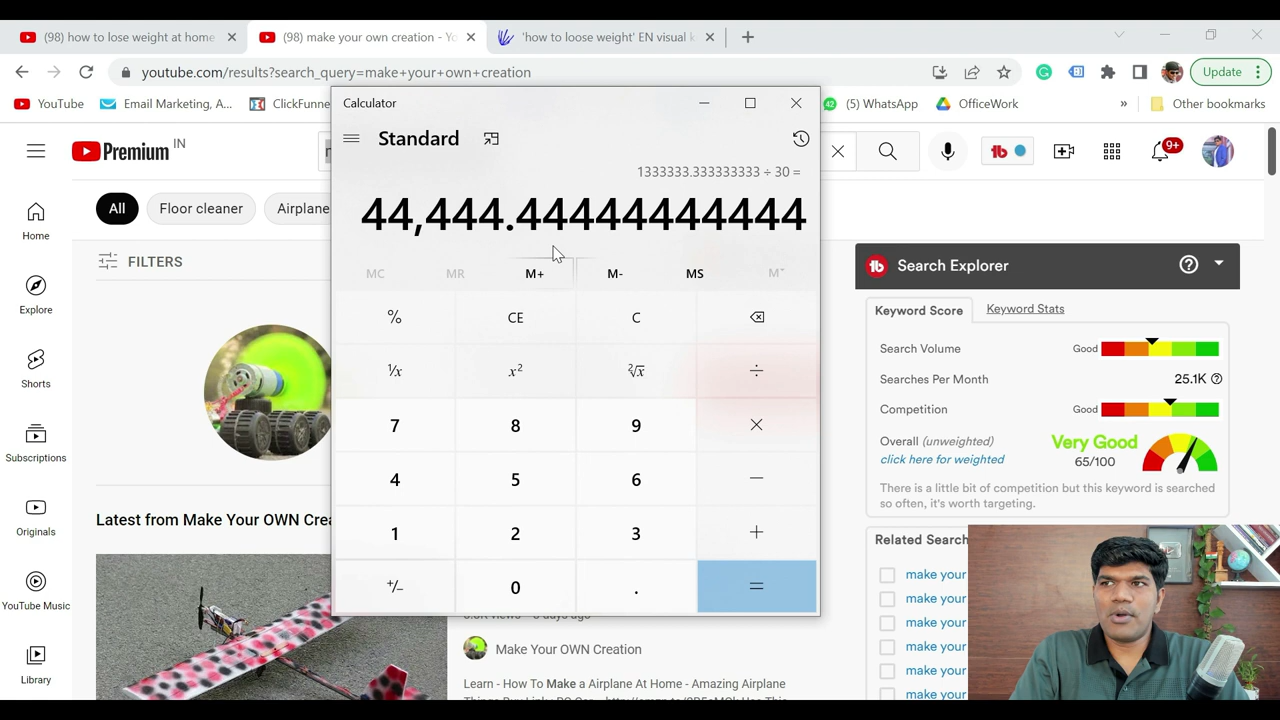 (98) how to lose weight at home
(98) make your own creation - Yo
'how to loose weight' EN visual k
youtube.com/results?search_query=make+your+own+creation
Update
YouTube
Email Marketing, A...
ClickFunne
(5) WhatsApp
OfficeWork
»
Other bookmarks
Calculator
Standard
1333333.333333333 ÷ 30 =
44,444.44444444444
MC MR M+ M- MS M˅
% CE C
¹/x x² ²√x ÷
7 8 9 ×
4 5 6 −
1 2 3 +
+/− 0 . =
Premium IN
9+
All
Floor cleaner
Airplane
Home
Explore
Shorts
Subscriptions
Originals
YouTube Music
Library
FILTERS
Latest from Make Your OWN Crea
Make Your OWN Creation
Learn - How To Make a Airplane At Home - Amazing Airplane
tb Search Explorer
Keyword Score
Keyword Stats
Search Volume Good
Searches Per Month 25.1K
Competition Good
Overall (unweighted) Very Good
click here for weighted 65/100
There is a little bit of competition but this keyword is searched
so often, it's worth targeting.
Related Search
make your
make your
make your
make your
make your
make your